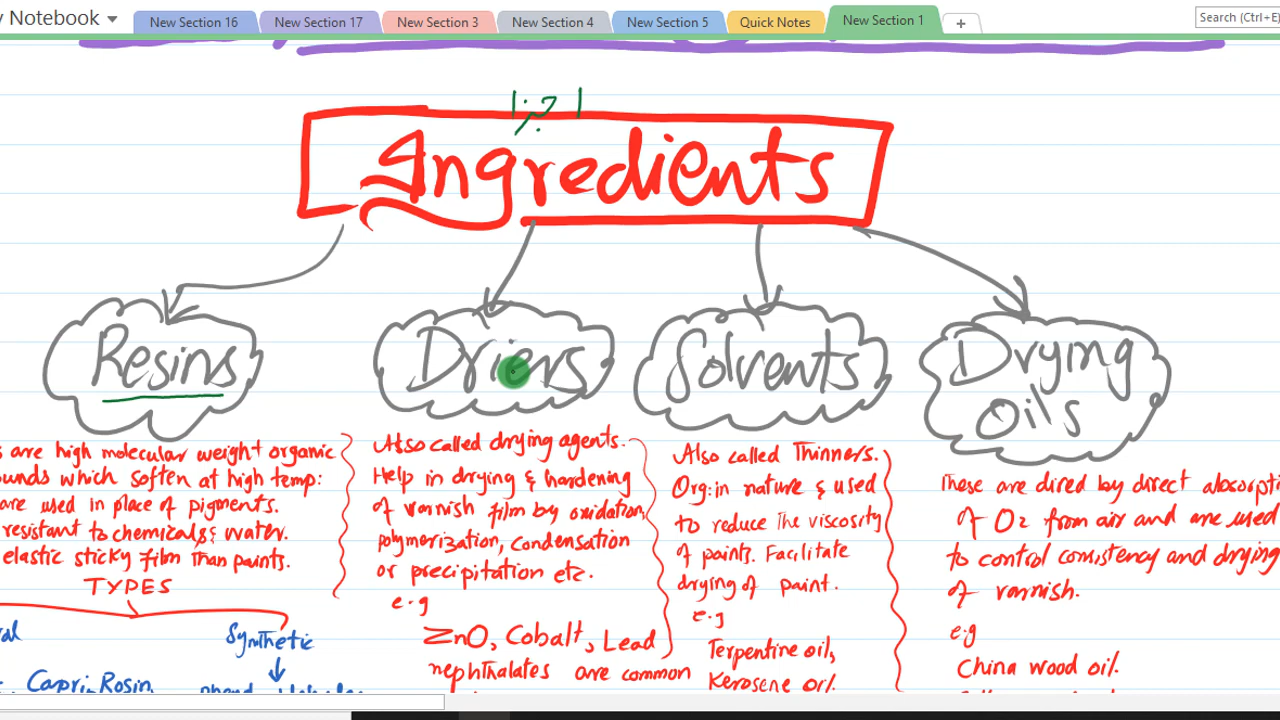 y Notebook
New Section 16
New Section 17
New Section 3
New Section 4
New Section 5
Quick Notes
New Section 1
+
Search (Ctrl+E)
Ingredients
Resins
Driers
Solvents
Drying
Oils
s are high molecular weight organic
ounds which soften at high temp:
are used in place of pigments.
resistant to chemicals & water.
elastic sticky film than paints.
TYPES
al
Synthetic
Capri, Rosin,
Also called drying agents.
Help in drying & hardening
of varnish film by oxidation,
polymerization, condensation
or precipitation etc.
e.g
ZnO, Cobalt, Lead
nephthalates are common
Also called Thinners.
Org: in nature & used
to reduce the viscosity
of paints. Facilitate
drying of paint.
e.g
Terpentine oil,
Kerosene oil.
These are dired by direct absorpti
of O2 from air and are used
to control consistency and drying
of varnish.
e.g
China wood oil.